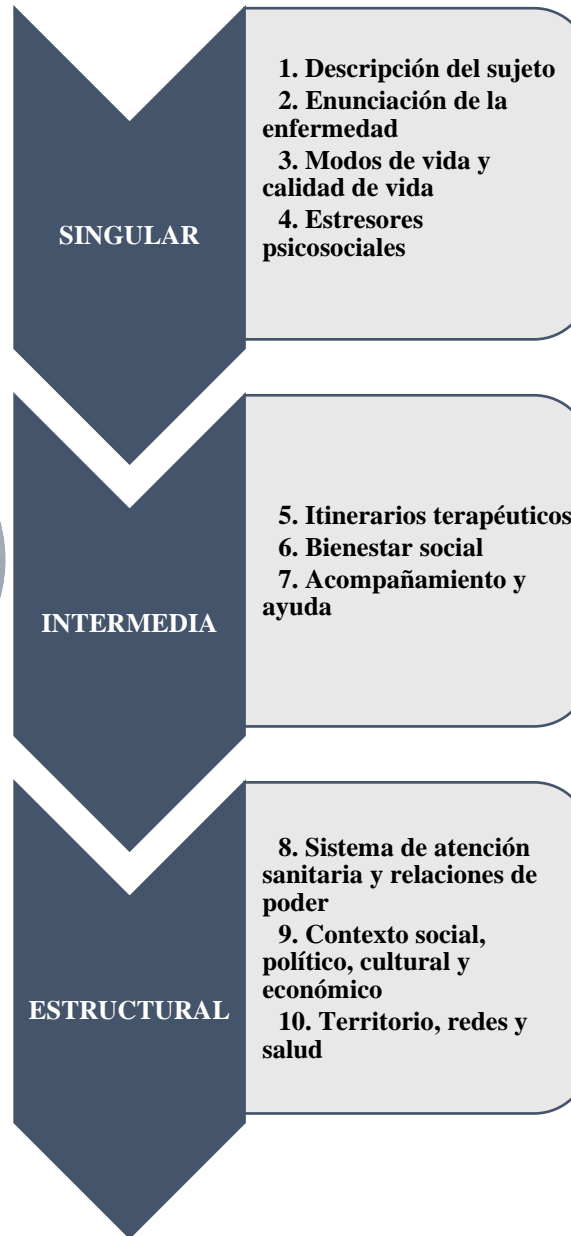 SINGULAR
1. Descripción del sujeto
2. Enunciación de la
enfermedad
3. Modos de vida y
calidad de vida
4. Estresores
psicosociales
INTERMEDIA
5. Itinerarios terapéuticos
6. Bienestar social
7. Acompañamiento y
ayuda
ESTRUCTURAL
8. Sistema de atención
sanitaria y relaciones de
poder
9. Contexto social,
político, cultural y
económico
10. Territorio, redes y
salud